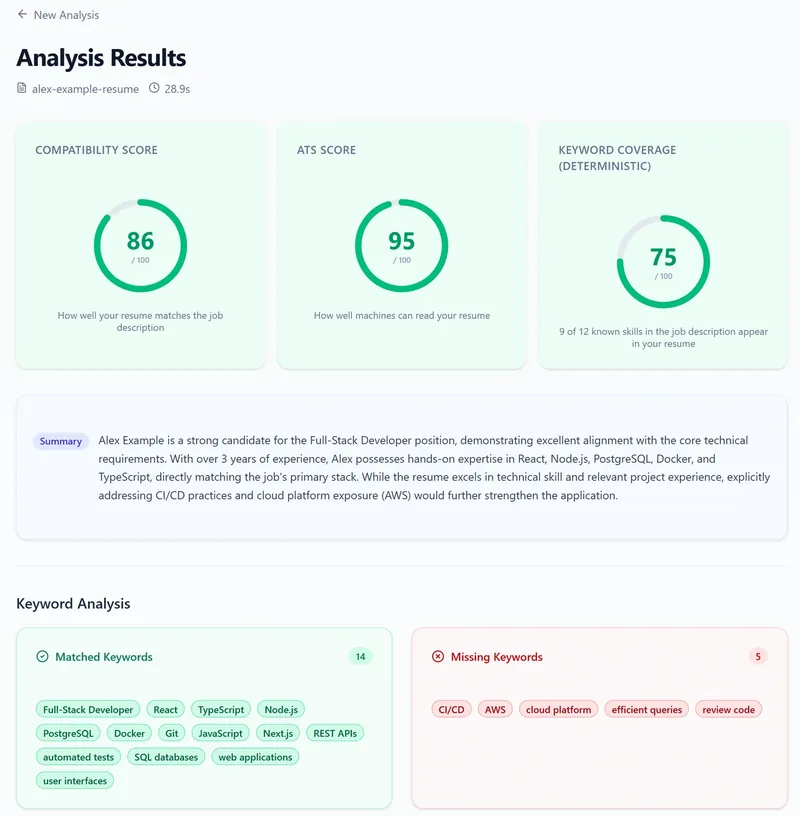 New Analysis
Analysis Results
alex-example-resume 28.9s
COMPATIBILITY SCORE
86
/ 100
How well your resume matches the job
description
ATS SCORE
95
/ 100
How well machines can read your resume
KEYWORD COVERAGE
(DETERMINISTIC)
75
/ 100
9 of 12 known skills in the job description appear
in your resume
Summary
Alex Example is a strong candidate for the Full-Stack Developer position, demonstrating excellent alignment with the core technical
requirements. With over 3 years of experience, Alex possesses hands-on expertise in React, Node.js, PostgreSQL, Docker, and
TypeScript, directly matching the job's primary stack. While the resume excels in technical skill and relevant project experience, explicitly
addressing CI/CD practices and cloud platform exposure (AWS) would further strengthen the application.
Keyword Analysis
Matched Keywords 14
Full-Stack Developer React TypeScript Node.js
PostgreSQL Docker Git JavaScript Next.js REST APIs
automated tests SQL databases web applications
user interfaces
Missing Keywords 5
CI/CD AWS cloud platform efficient queries review code